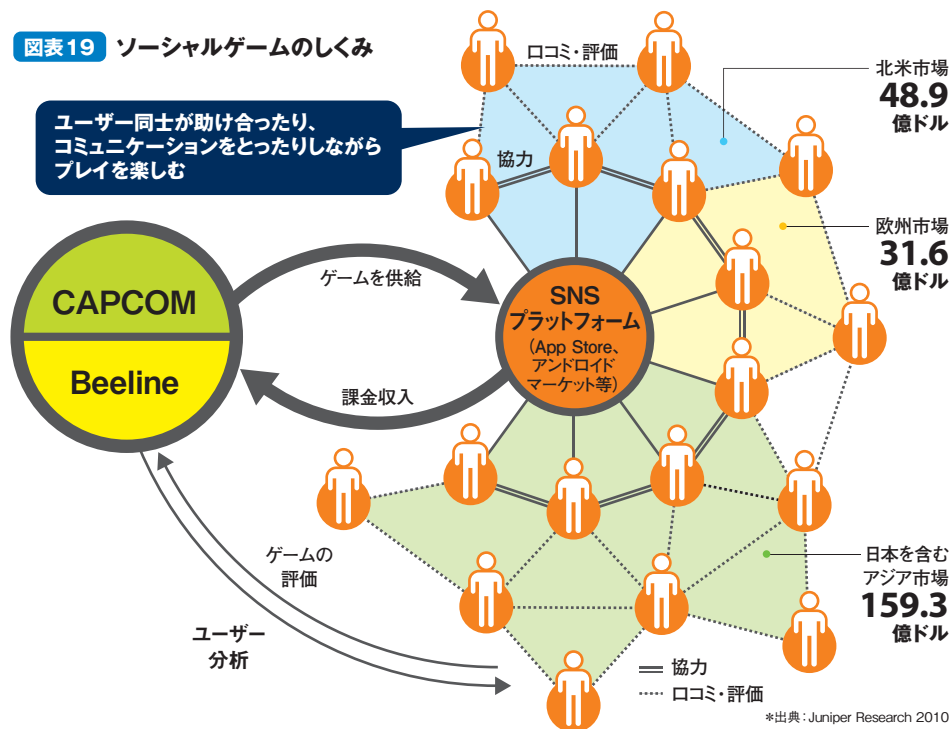 図表19 ソーシャルゲームのしくみ
ユーザー同士が助け合ったり、
コミュニケーションをとったりしながら
プレイを楽しむ
口コミ・評価
協力
北米市場
48.9
億ドル
欧州市場
31.6
億ドル
CAPCOM
Beeline
ゲームを供給
課金収入
SNS
プラットフォーム
（App Store、
アンドロイド
マーケット等）
ゲームの
評価
ユーザー
分析
日本を含む
アジア市場
159.3
億ドル
協力
口コミ・評価
*出典：Juniper Research 2010